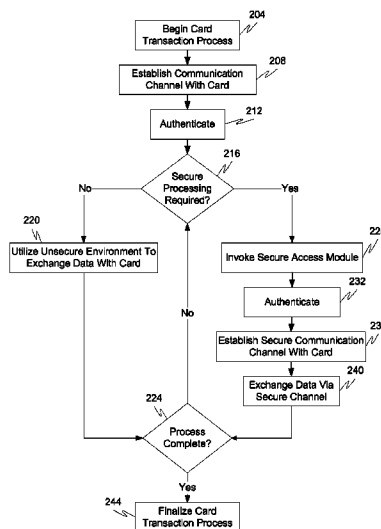 204
Begin Card
Transaction Process
208
Establish Communication
Channel With Card
212
Authenticate
216
Secure
Processing
Required?
No
Yes
220
Utilize Unsecure Environment To
Exchange Data With Card
22
Invoke Secure Access Module
232
Authenticate
23
Establish Secure Communication
Channel With Card
No
240
Exchange Data Via
Secure Channel
224
Process
Complete?
Yes
244
Finalize Card
Transaction Process